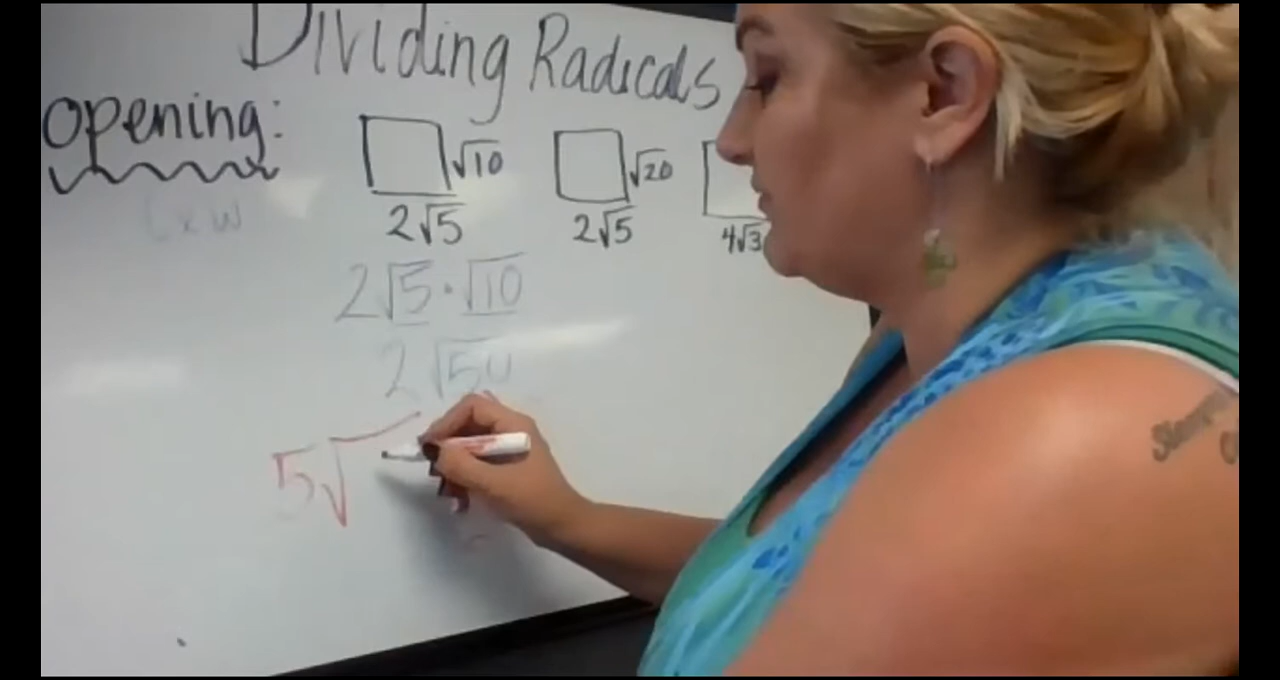 Dividing Radicals
opening:
√10
2√5
√20
2√5
4√3
L x W
2√5 · √10
2√50
5√